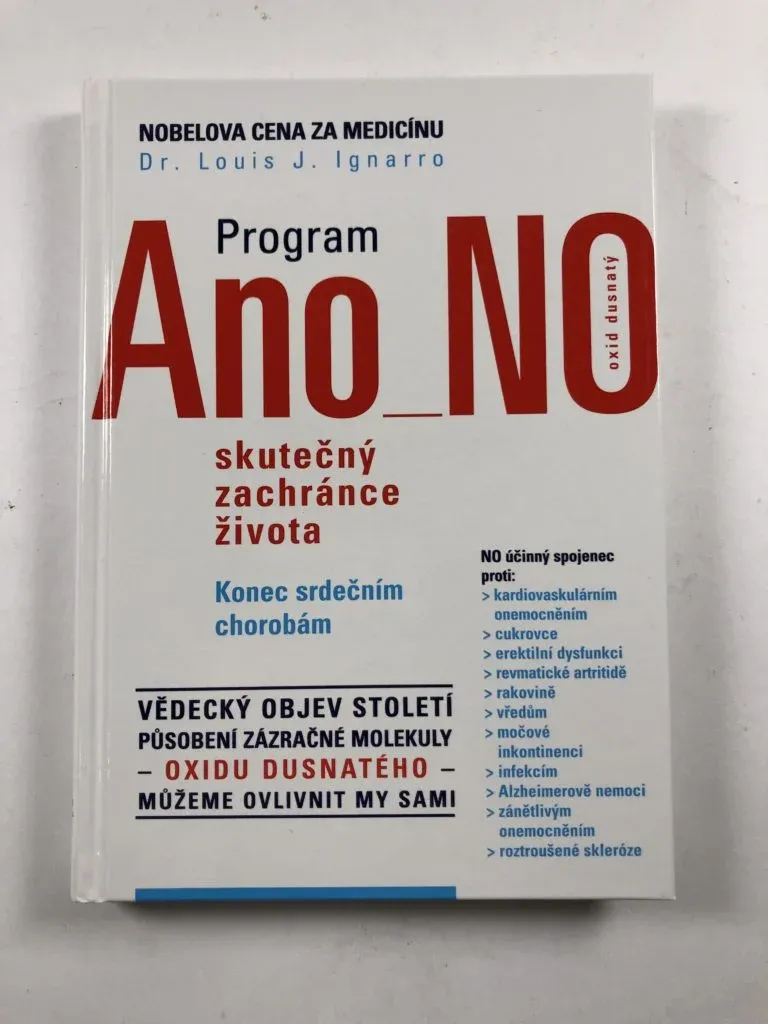 NOBELOVA CENA ZA MEDICÍNU
Dr. Louis J. Ignarro
Program
Ano_NO
oxid dusnatý
skutečný
zachránce
života
Konec srdečním
chorobám
NO účinný spojenec
proti:
> kardiovaskulárním
onemocněním
> cukrovce
> erektilní dysfunkci
> revmatické artritidě
> rakovině
> vředům
> močové
inkontinenci
> infekcím
> Alzheimerově nemoci
> zánětlivým
onemocněním
> roztroušené skleróze
VĚDECKÝ OBJEV STOLETÍ
PŮSOBENÍ ZÁZRAČNÉ MOLEKULY
– OXIDU DUSNATÉHO –
MŮŽEME OVLIVNIT MY SAMI